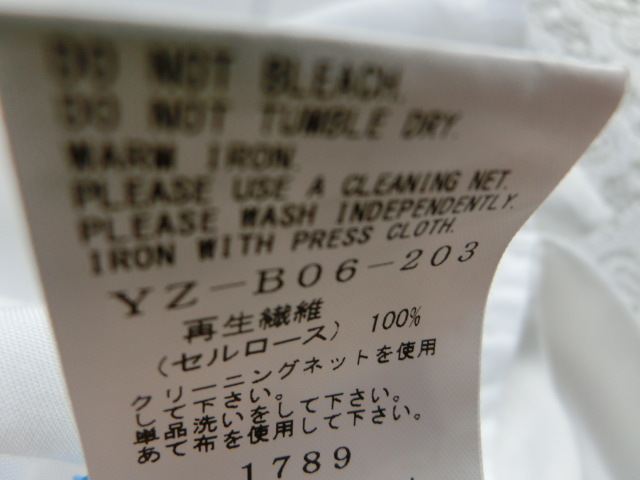 DO NOT BLEACH.
DO NOT TUMBLE DRY.
WARM IRON.
PLEASE USE A CLEANING NET.
PLEASE WASH INDEPENDENTLY.
IRON WITH PRESS CLOTH.
YZ-B06-203
再生繊維
(セルロース) 100%
クリーニングネットを使用
して下さい。
単品洗いをして下さい。
あて布を使用して下さい。
1789